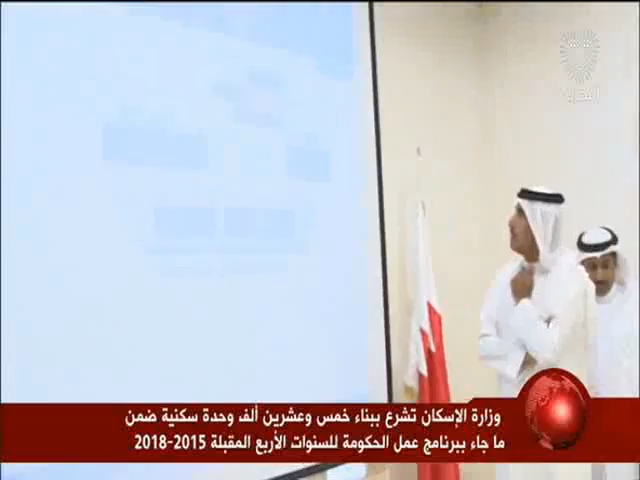 البحرين
وزارة الإسكان تشرع ببناء خمس وعشرين ألف وحدة سكنية ضمن
ما جاء ببرنامج عمل الحكومة للسنوات الأربع المقبلة 2015-2018